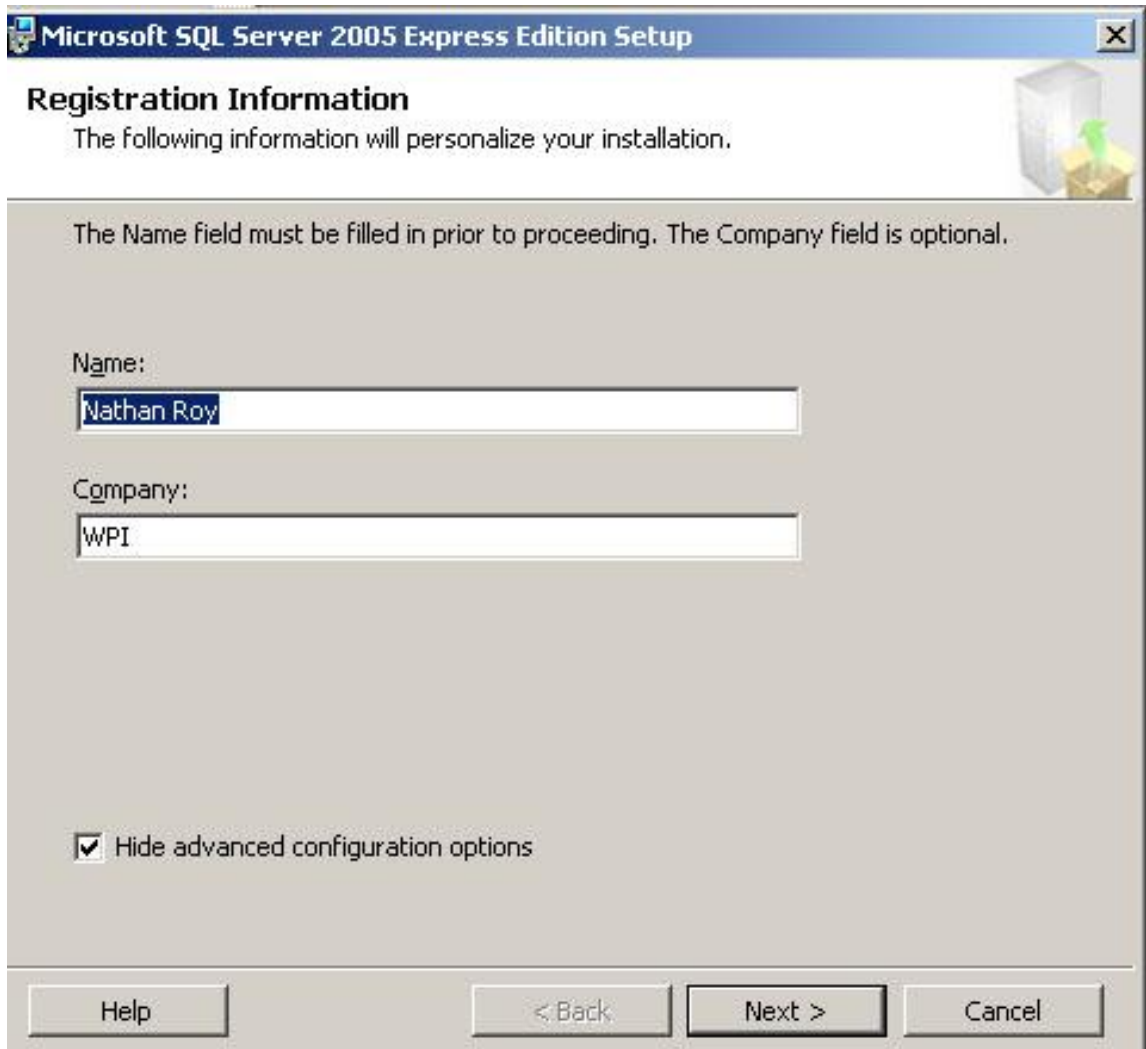 Microsoft SQL Server 2005 Express Edition Setup
Registration Information
The following information will personalize your installation.
The Name field must be filled in prior to proceeding. The Company field is optional.
Name:
Nathan Roy
Company:
WPI
Hide advanced configuration options
Help
< Back
Next >
Cancel